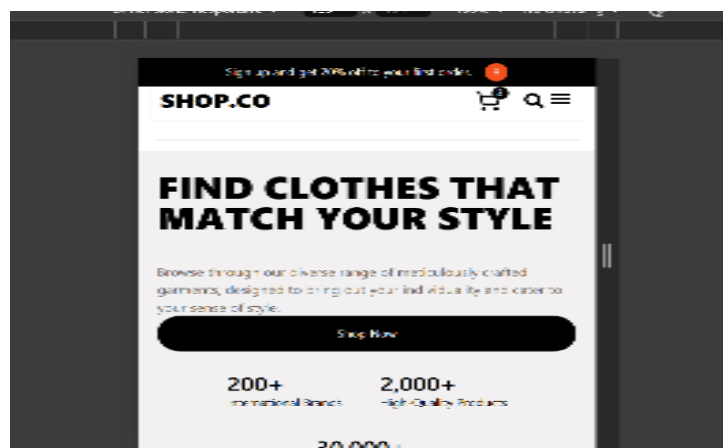 Sign up and get 20% off to your first order.
SHOP.CO
FIND CLOTHES THAT
MATCH YOUR STYLE
Browse through our diverse range of meticulously crafted
garments, designed to bring out your individuality and cater to
your sense of style.
Shop Now
200+ 2,000+
International Brands High-Quality Products
30,000+